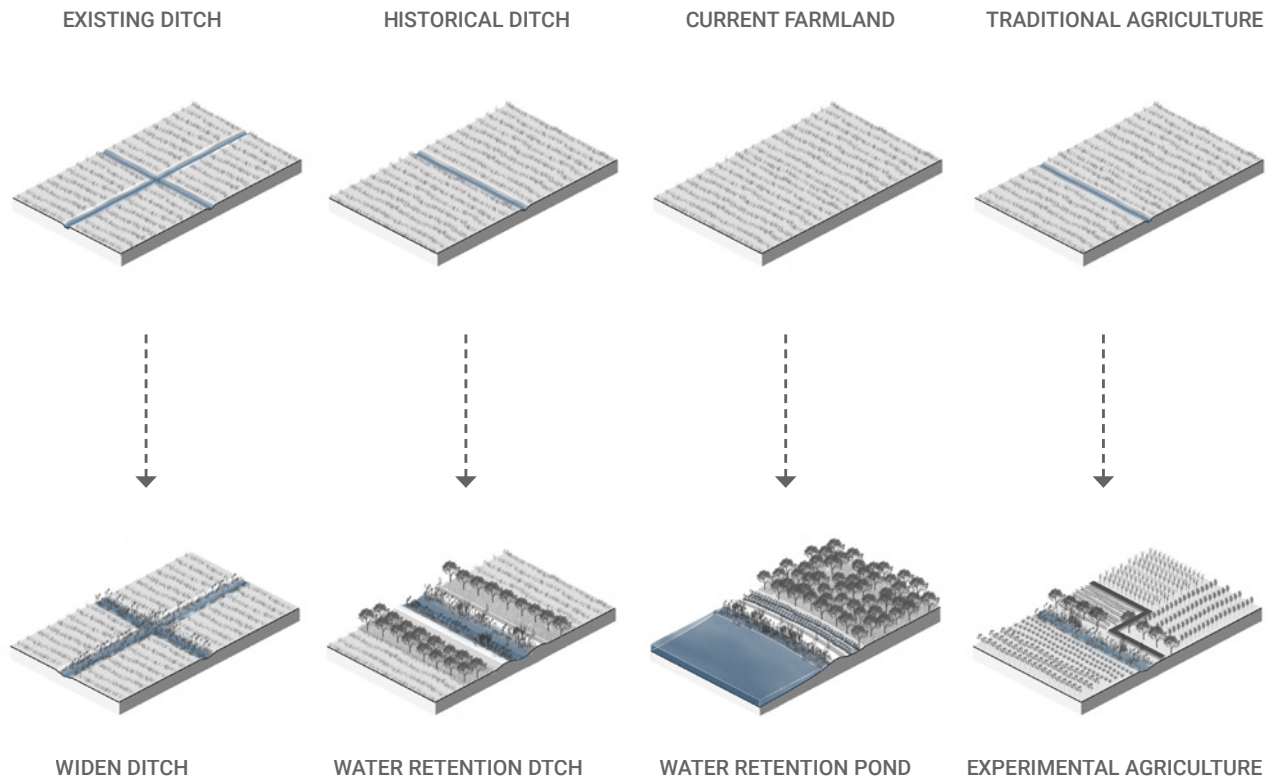 EXISTING DITCH
HISTORICAL DITCH
CURRENT FARMLAND
TRADITIONAL AGRICULTURE
WIDEN DITCH
WATER RETENTION DTCH
WATER RETENTION POND
EXPERIMENTAL AGRICULTURE